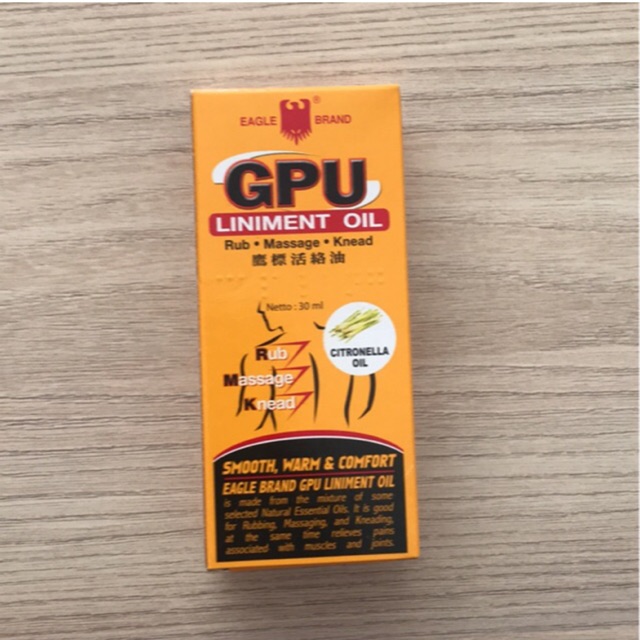 EAGLE BRAND ®
GPU
LINIMENT OIL
Rub • Massage • Knead
鷹標活絡油
Netto : 30 ml
CITRONELLA
OIL
Rub
Massage
Knead
SMOOTH, WARM & COMFORT
EAGLE BRAND GPU LINIMENT OIL
is made from the mixture of some
selected Natural Essential Oils. It is good
for Rubbing, Massaging, and Kneading,
at the same time relieves pains
associated with muscles and joints.